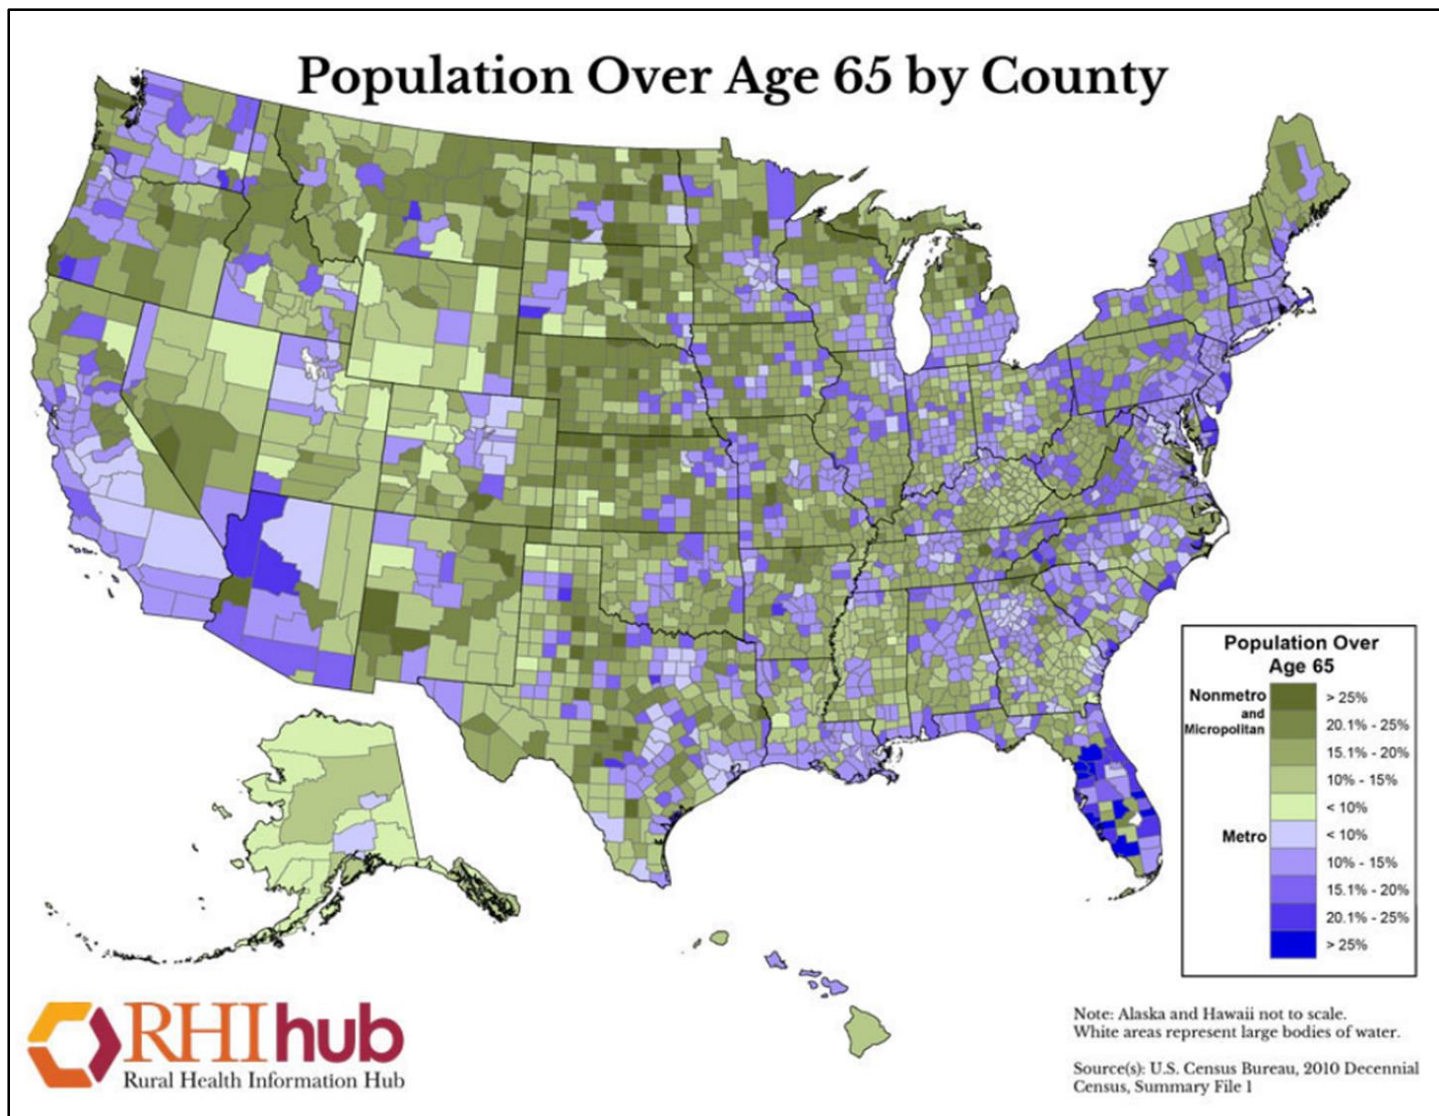 Population Over Age 65 by County
Population Over
Age 65
Nonmetro
and
Micropolitan
> 25%
20.1% - 25%
15.1% - 20%
10% - 15%
< 10%
Metro
< 10%
10% - 15%
15.1% - 20%
20.1% - 25%
> 25%
RHIhub
Rural Health Information Hub
Note: Alaska and Hawaii not to scale.
White areas represent large bodies of water.
Source(s): U.S. Census Bureau, 2010 Decennial
Census, Summary File 1